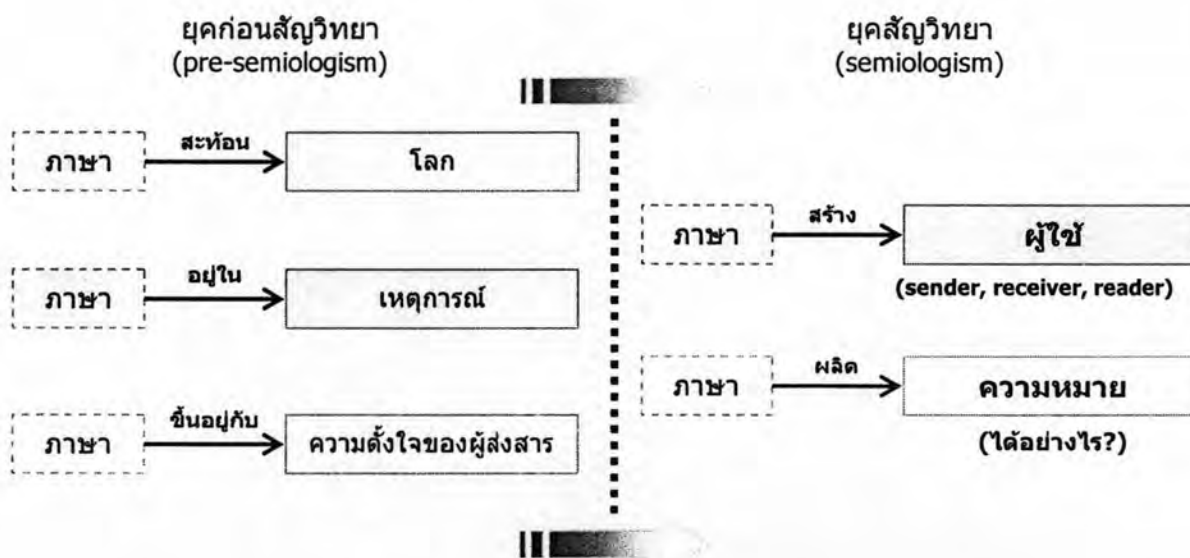 ยุคก่อนสัญวิทยา
(pre-semiologism)
ภาษา
สะท้อน
โลก
ภาษา
อยู่ใน
เหตุการณ์
ภาษา
ขึ้นอยู่กับ
ความตั้งใจของผู้ส่งสาร
ยุคสัญวิทยา
(semiologism)
ภาษา
สร้าง
ผู้ใช้
(sender, receiver, reader)
ภาษา
ผลิต
ความหมาย
(ได้อย่างไร?)